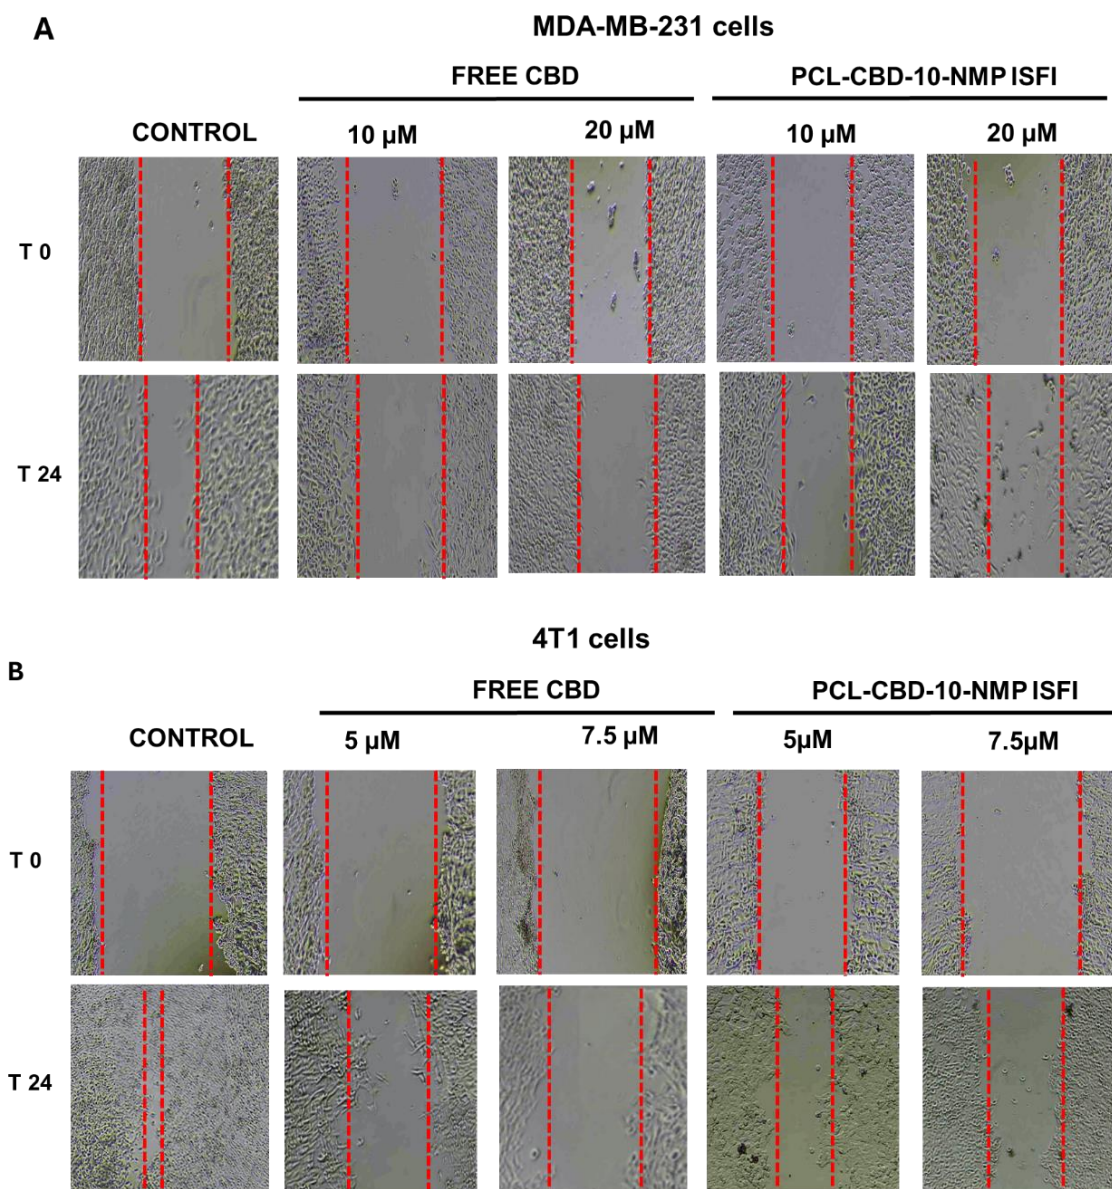 A
MDA-MB-231 cells
FREE CBD
PCL-CBD-10-NMP ISFI
CONTROL
10 µM
20 µM
10 µM
20 µM
T 0
T 24
4T1 cells
B
FREE CBD
PCL-CBD-10-NMP ISFI
CONTROL
5 µM
7.5 µM
5µM
7.5µM
T 0
T 24